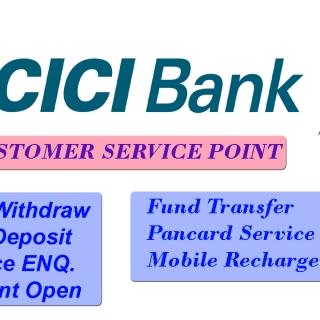 CICI Bank
STOMER SERVICE POINT
Withdraw
Deposit
ce ENQ.
nt Open
Fund Transfer
Pancard Service
Mobile Recharge